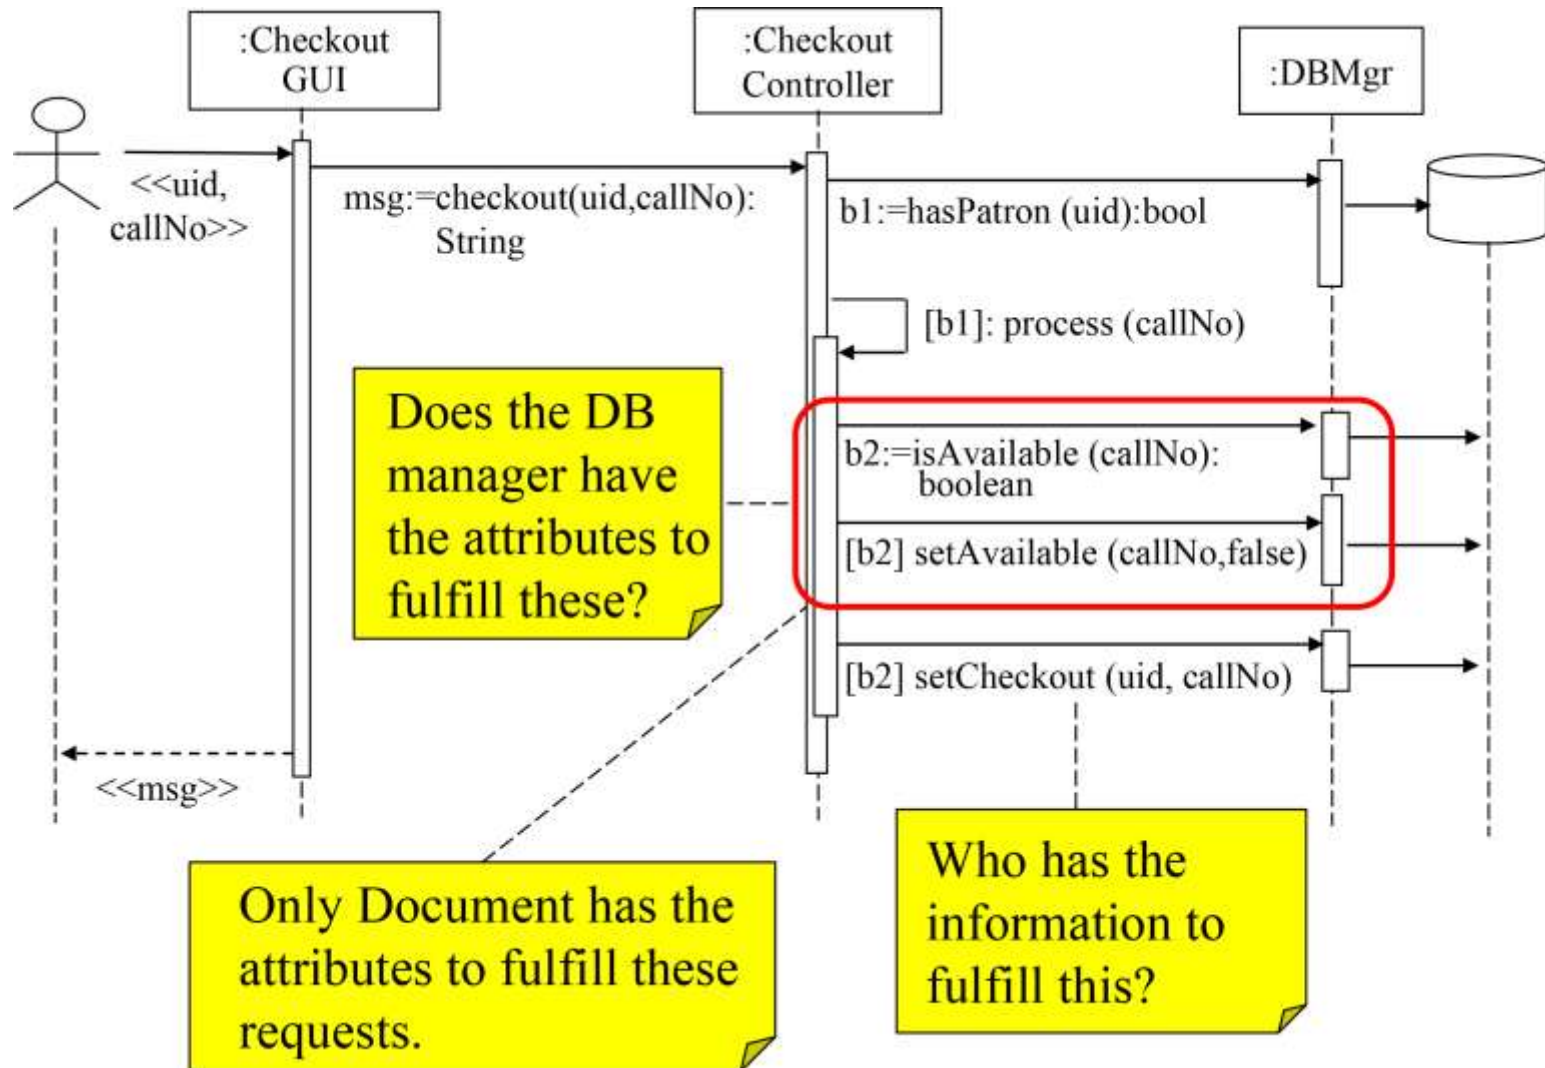 :Checkout
GUI
:Checkout
Controller
:DBMgr
<<uid,
callNo>>
msg:=checkout(uid,callNo):
String
b1:=hasPatron (uid):bool
[b1]: process (callNo)
Does the DB
manager have
the attributes to
fulfill these?
b2:=isAvailable (callNo):
boolean
[b2] setAvailable (callNo,false)
[b2] setCheckout (uid, callNo)
<<msg>>
Only Document has the
attributes to fulfill these
requests.
Who has the
information to
fulfill this?